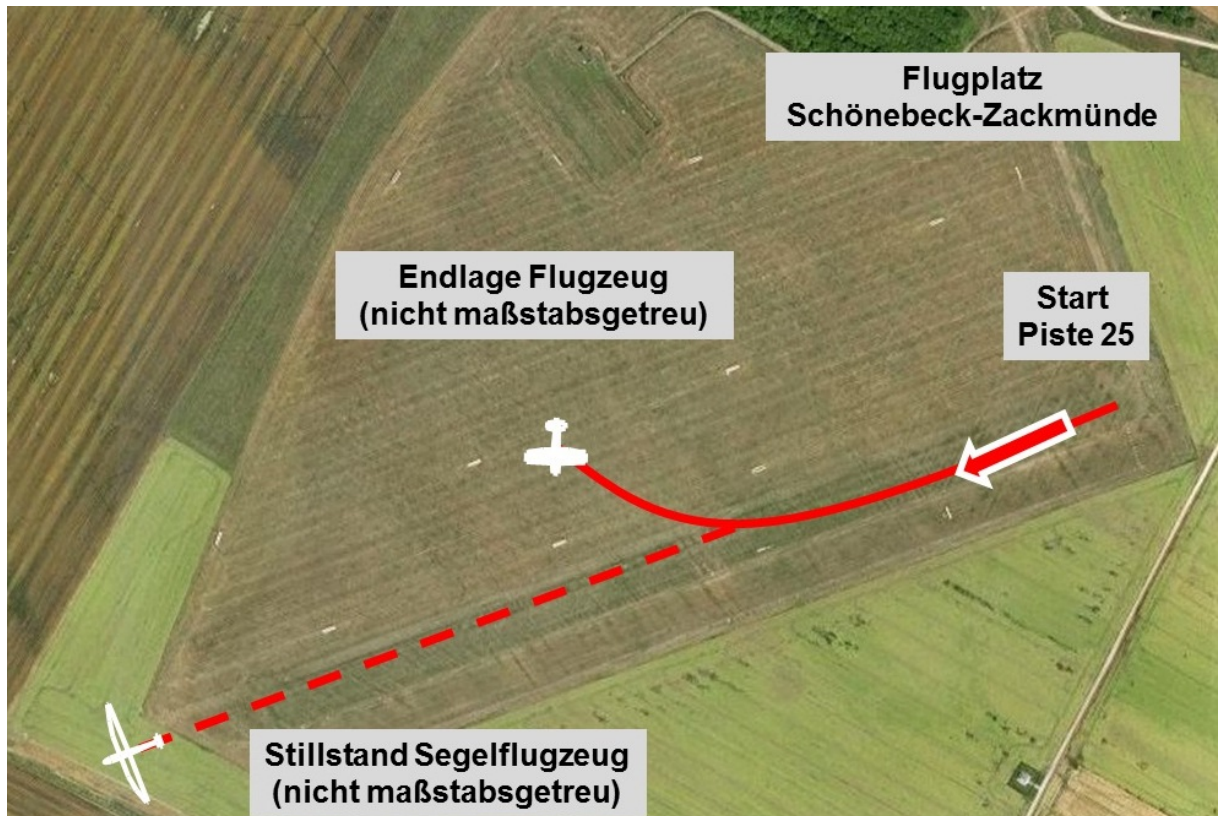 Flugplatz
Schönebeck-Zackmünde
Endlage Flugzeug
(nicht maßstabsgetreu)
Start
Piste 25
Stillstand Segelflugzeug
(nicht maßstabsgetreu)